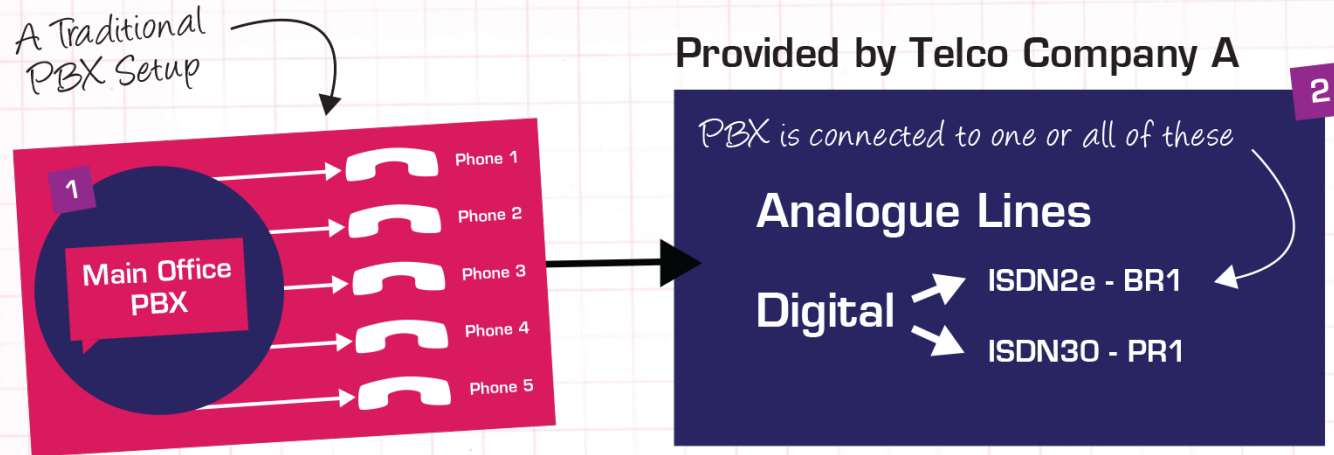 A Traditional
PBX Setup
1
Main Office
PBX
Phone 1
Phone 2
Phone 3
Phone 4
Phone 5
Provided by Telco Company A
2
PBX is connected to one or all of these
Analogue Lines
Digital
ISDN2e - BR1
ISDN30 - PR1